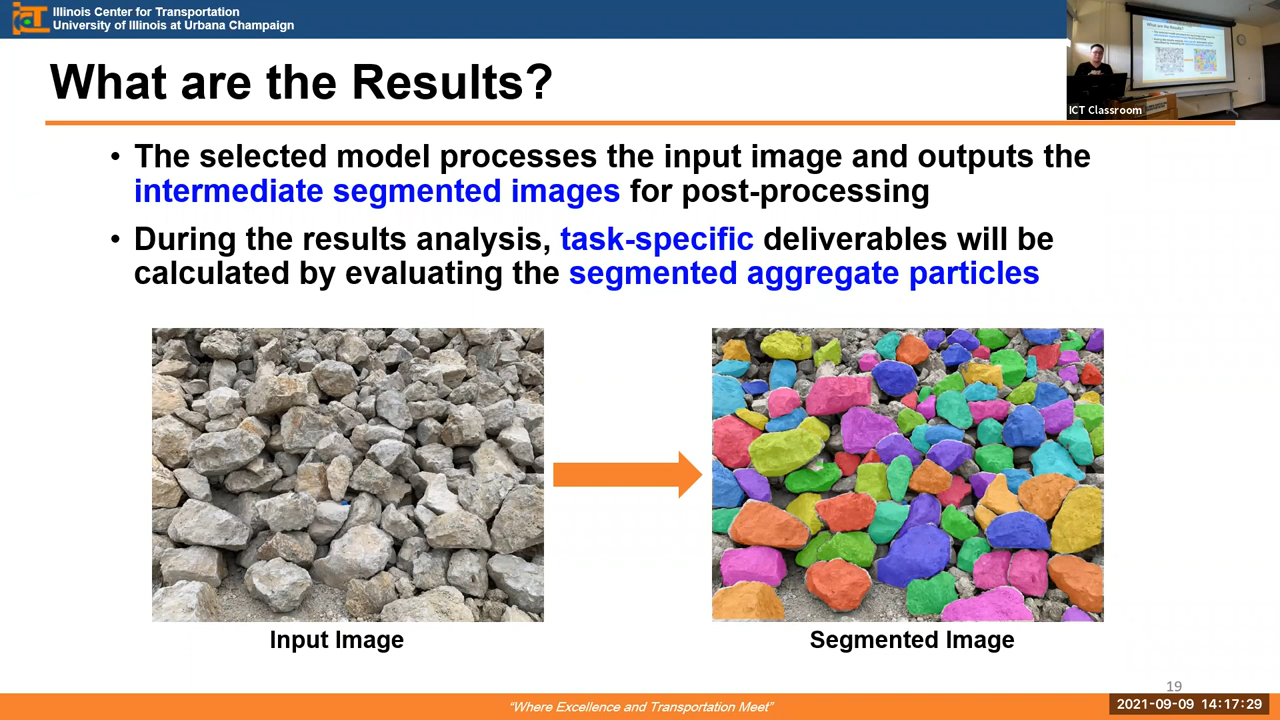 Illinois Center for Transportation
University of Illinois at Urbana Champaign
What are the Results?
ICT Classroom
• The selected model processes the input image and outputs the
intermediate segmented images for post-processing
• During the results analysis, task-specific deliverables will be
calculated by evaluating the segmented aggregate particles
Input Image
Segmented Image
19
“Where Excellence and Transportation Meet”
2021-09-09 14:17:29